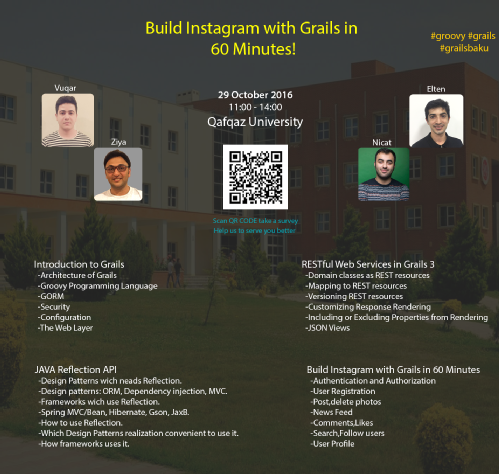 Build Instagram with Grails in
60 Minutes!
#groovy #grails
#grailsbaku
Vuqar
Ziya
29 October 2016
11:00 - 14:00
Qafqaz University
Elten
Nicat
Scan QR CODE take a survey
Help us to serve you better
Introduction to Grails
-Architecture of Grails
-Groovy Programming Language
-GORM
-Security
-Configuration
-The Web Layer
RESTful Web Services in Grails 3
-Domain classes as REST resources
-Mapping to REST resources
-Versioning REST resources
-Customizing Response Rendering
-Including or Excluding Properties from Rendering
-JSON Views
JAVA Reflection API
-Design Patterns wich neads Reflection.
-Design patterns: ORM, Dependency injection, MVC.
-Frameworks wich use Reflection.
-Spring MVC/Bean, Hibernate, Gson, JaxB.
-How to use Reflection.
-Which Design Patterns realization convenient to use it.
-How frameworks uses it.
Build Instagram with Grails in 60 Minutes
-Authentication and Authorization
-User Registration
-Post,delete photos
-News Feed
-Comments,Likes
-Search,Follow users
-User Profile